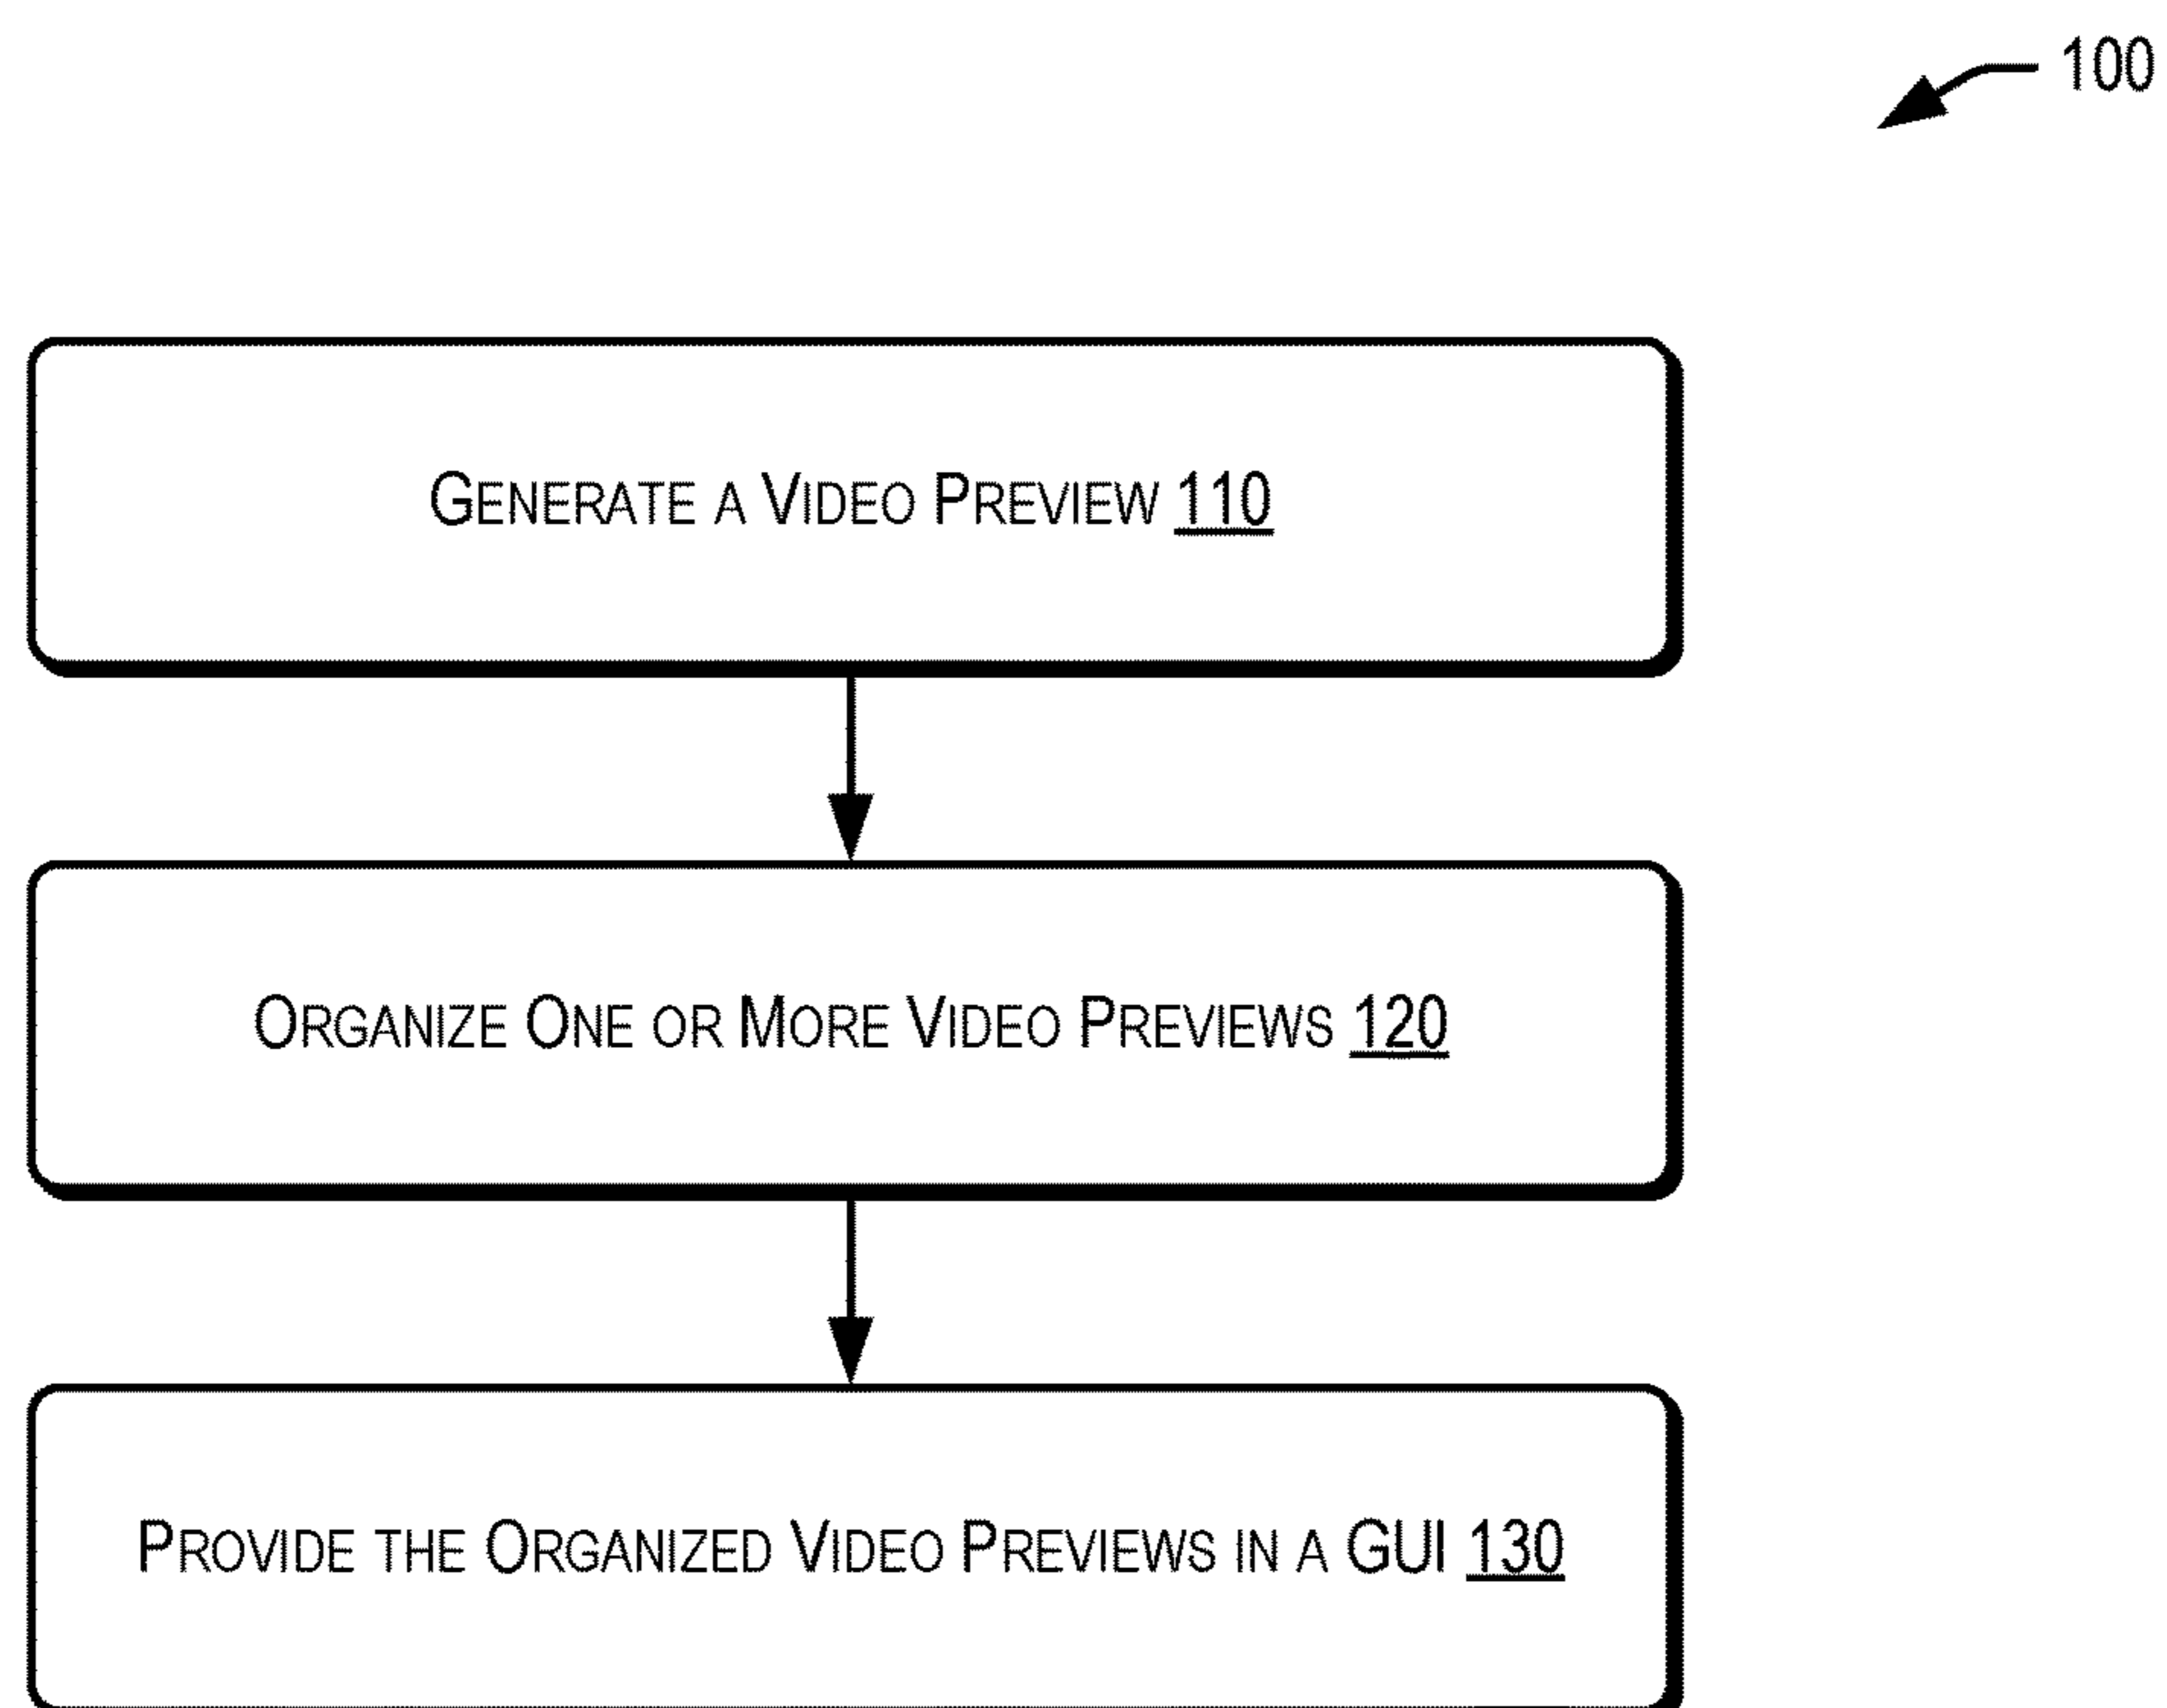 100
Generate a Video Preview 110
Organize One or More Video Previews 120
Provide the Organized Video Previews in a GUI 130